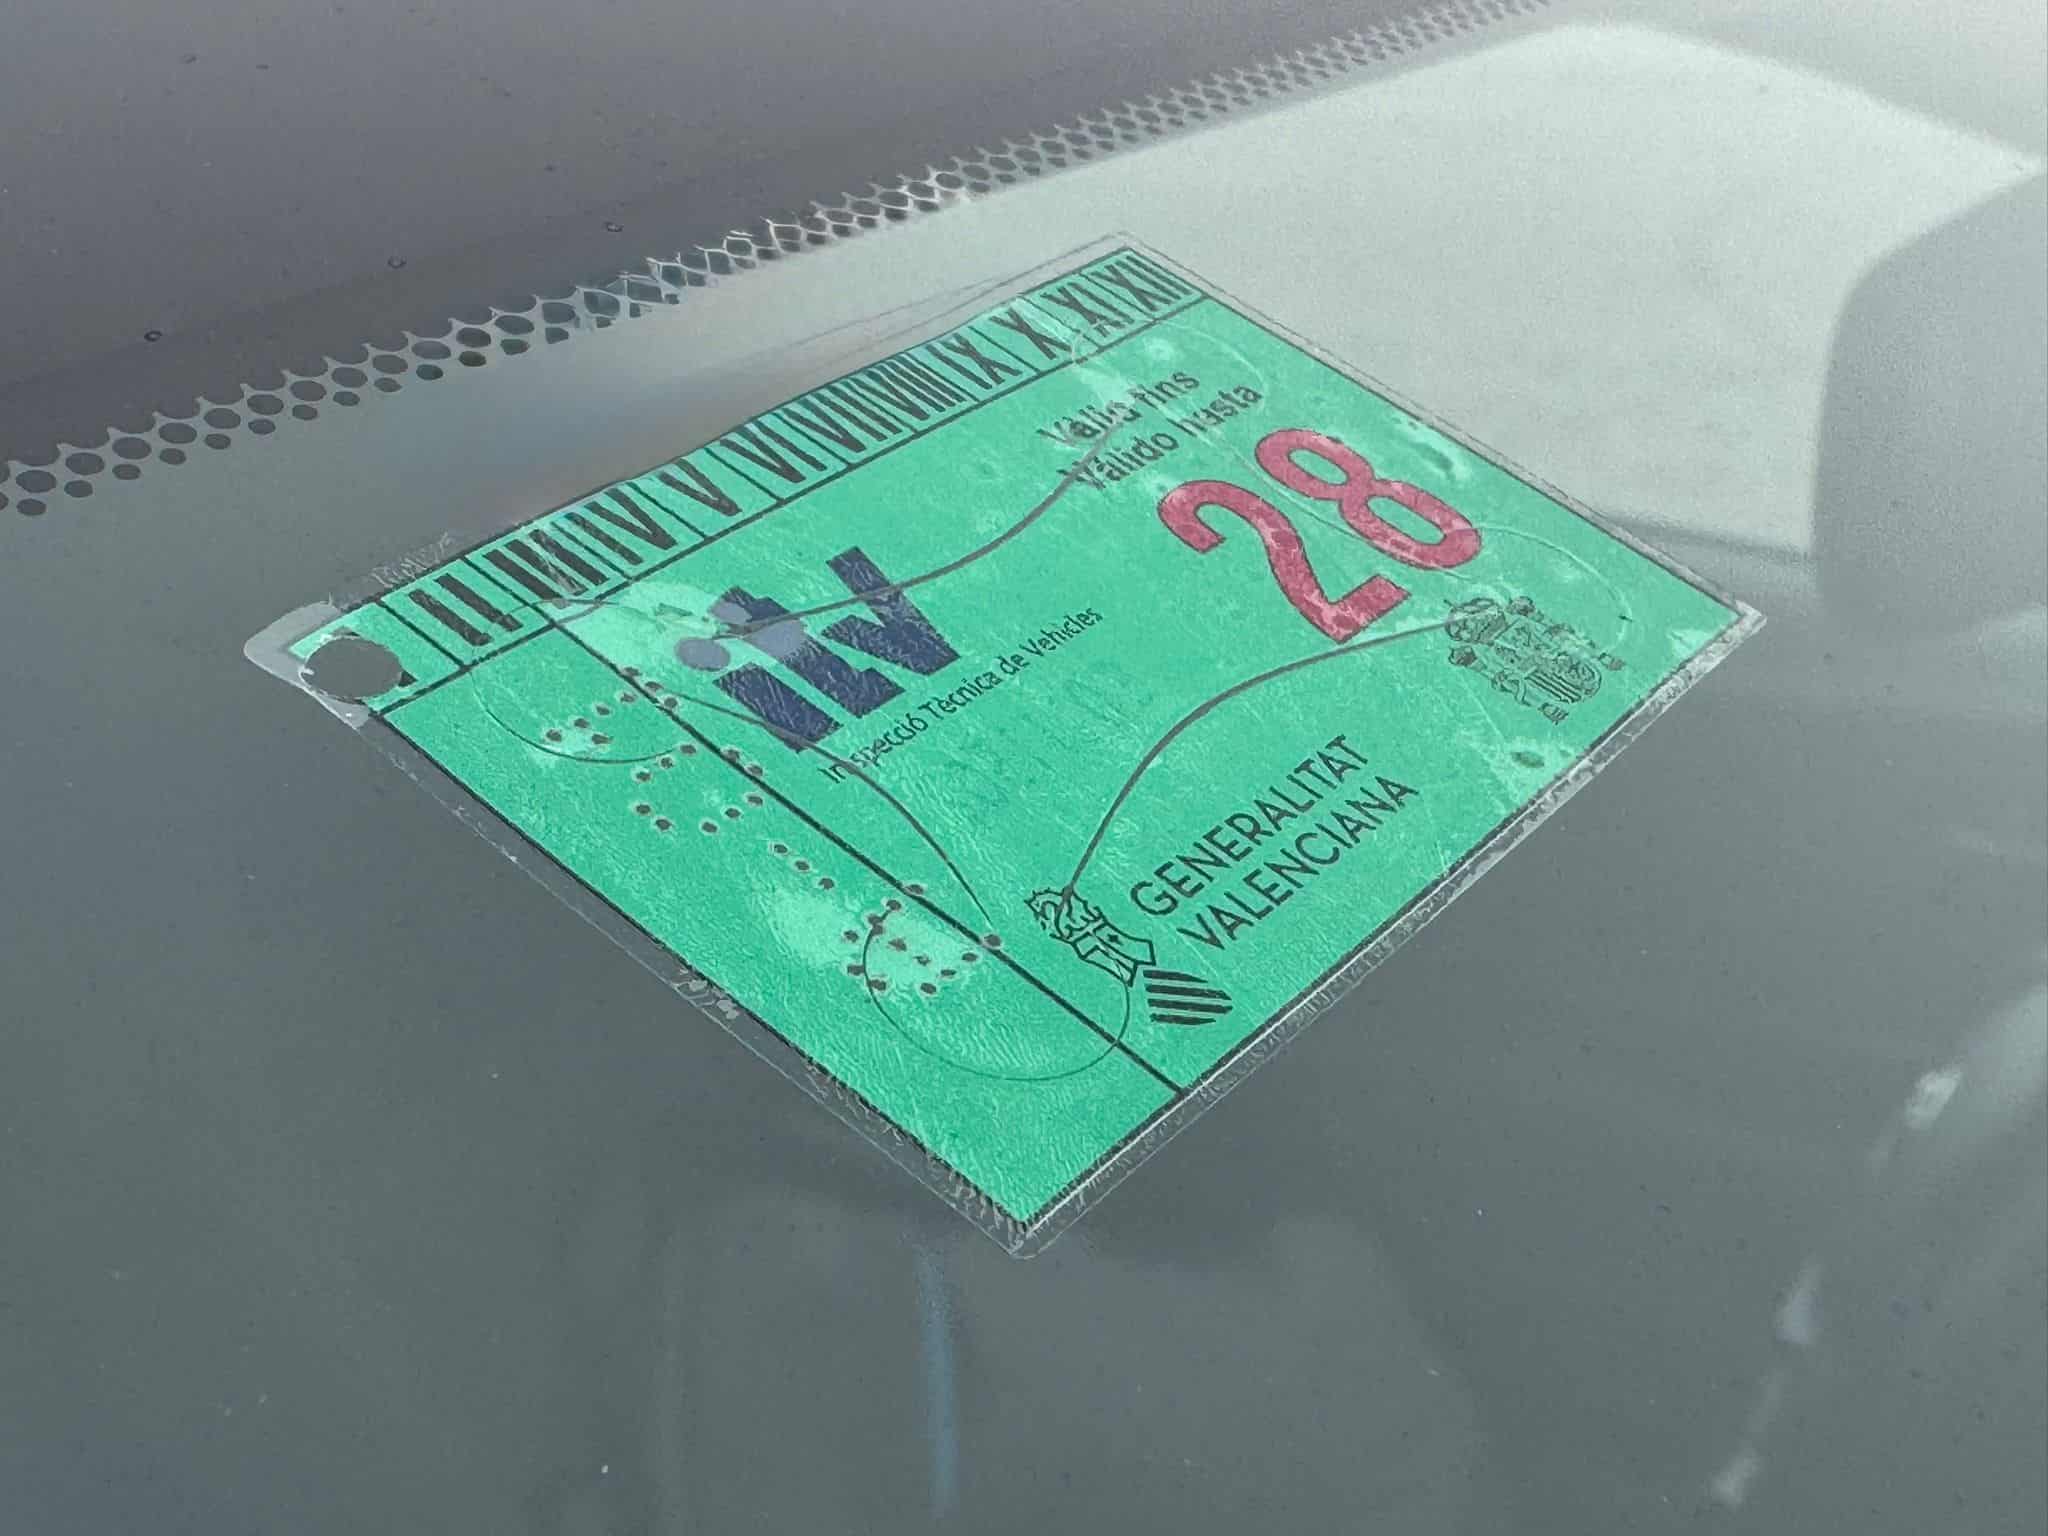 II III IV V VI VII VIII IX X XI XII
Vàlid fins
Válido hasta
28
itv
Inspecció Tècnica de Vehicles
GENERALITAT
VALENCIANA